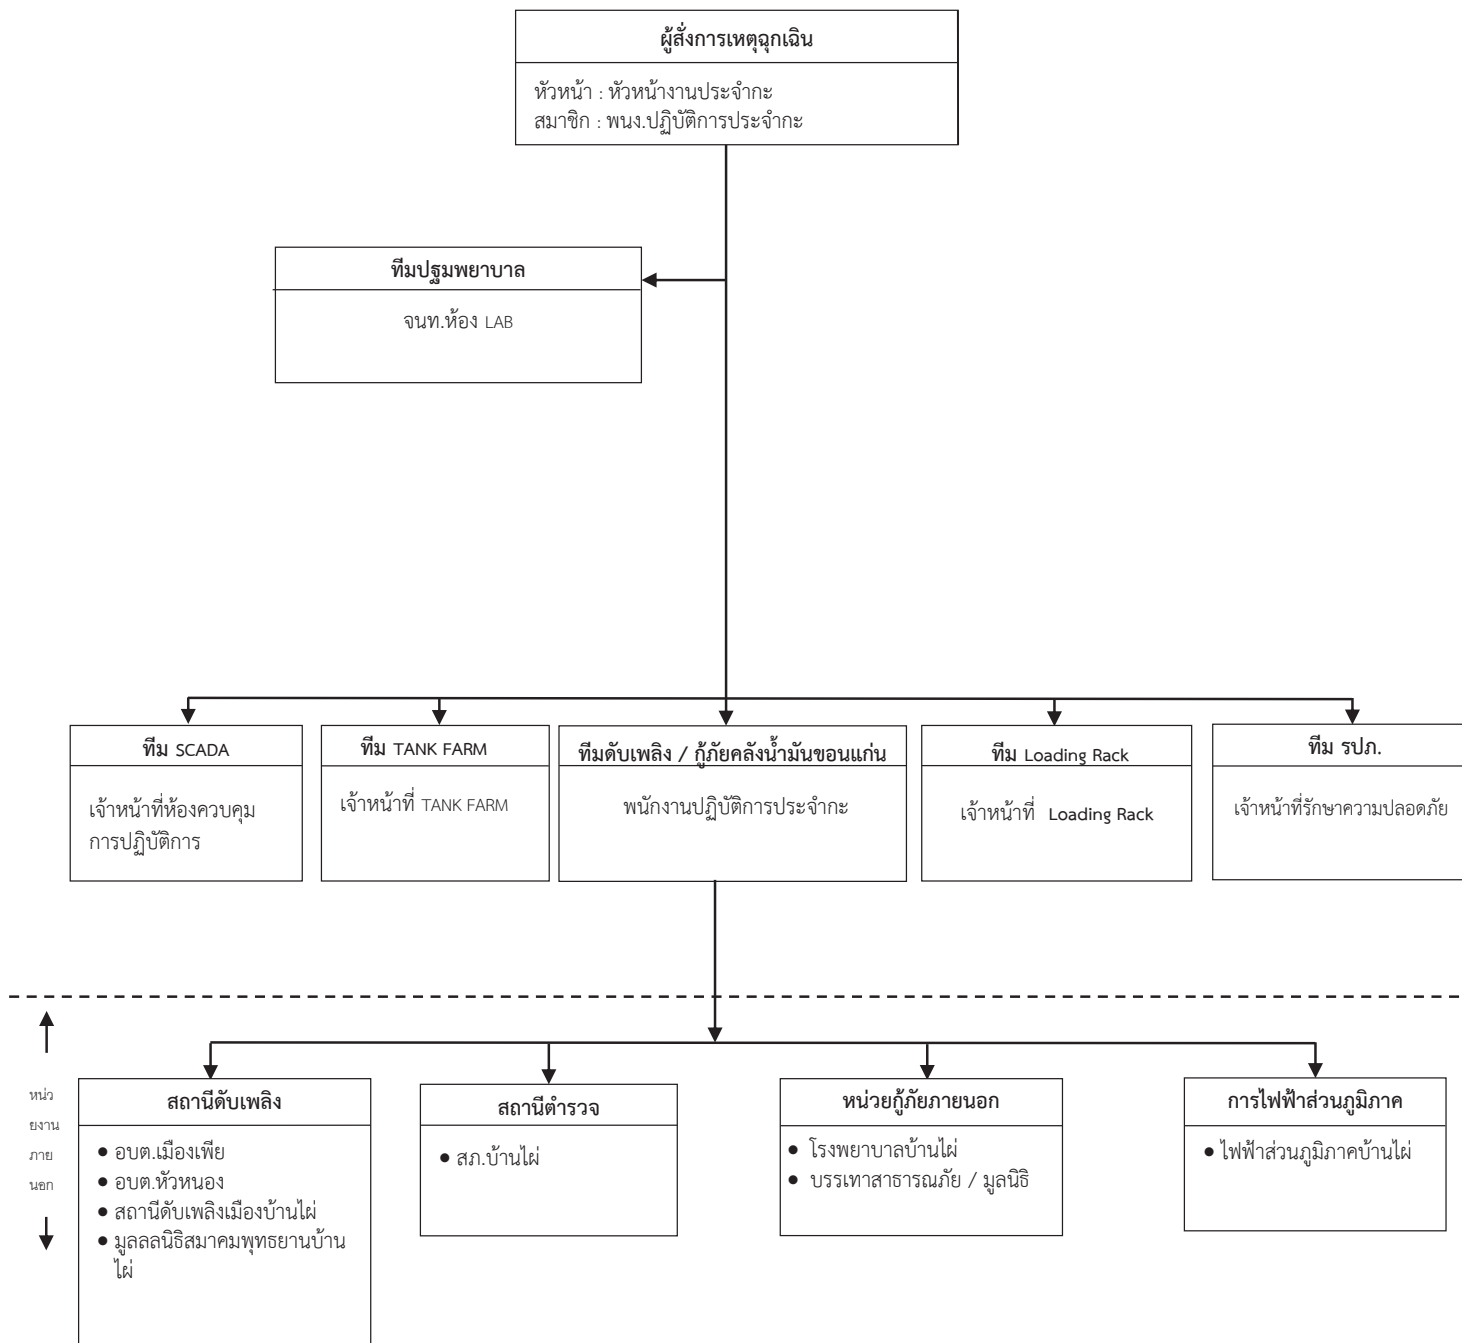 ผู้สั่งการเหตุฉุกเฉิน
หัวหน้า : หัวหน้างานประจำกะ
สมาชิก : พนง.ปฏิบัติการประจำกะ
ทีมปฐมพยาบาล
จนท.ห้อง LAB
ทีม SCADA
เจ้าหน้าที่ห้องควบคุม
การปฏิบัติการ
ทีม TANK FARM
เจ้าหน้าที่ TANK FARM
ทีมดับเพลิง / กู้ภัยคลังน้ำมันขอนแก่น
พนักงานปฏิบัติการประจำกะ
ทีม Loading Rack
เจ้าหน้าที่ Loading Rack
ทีม รปภ.
เจ้าหน้าที่รักษาความปลอดภัย
หน่ว
ยงาน
ภาย
นอก
สถานีดับเพลิง
● อบต.เมืองเพีย
● อบต.หัวหนอง
● สถานีดับเพลิงเมืองบ้านไผ่
● มูลลลนิธิสมาคมพุทธยานบ้าน
ไผ่
สถานีตำรวจ
● สภ.บ้านไผ่
หน่วยกู้ภัยภายนอก
● โรงพยาบาลบ้านไผ่
● บรรเทาสาธารณภัย / มูลนิธิ
การไฟฟ้าส่วนภูมิภาค
● ไฟฟ้าส่วนภูมิภาคบ้านไผ่